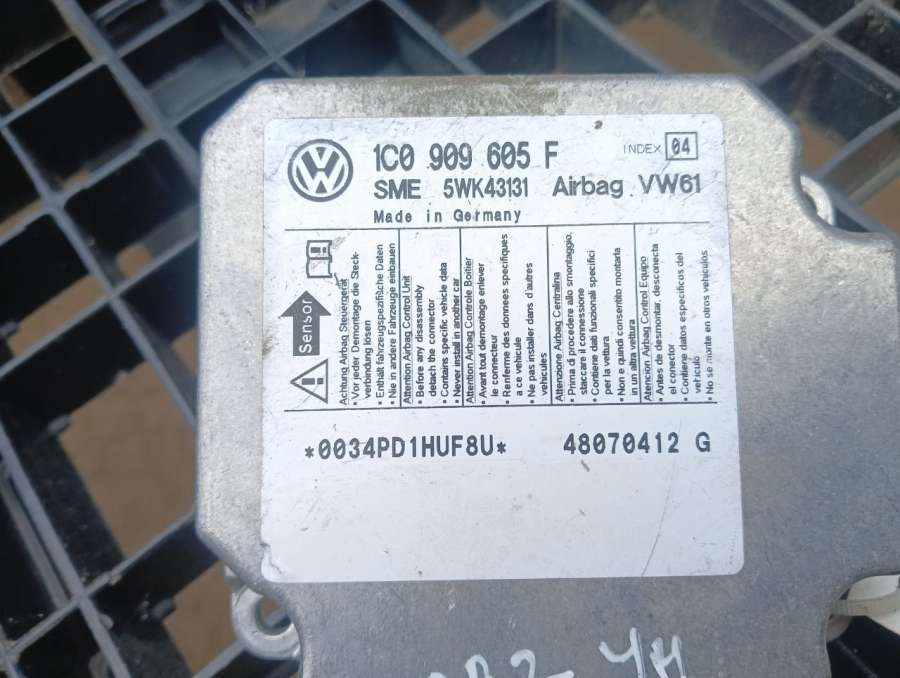 1C0 909 605 F INDEX 04
SME 5WK43131 Airbag VW61
Made in Germany
Sensor
Achtung Airbag Steuergerät
• Vor jeder Demontage die Steck-
verbindung lösen
• Enthält fahrzeugspezifische Daten
• Nie in andere Fahrzeuge einbauen
Attention Airbag Control Unit
• Before any disassembly
detach the connector
• Contains specific vehicle data
• Never install in another car
Attention Airbag Controle Boitier
• Avant tout demontage enlever
le connecteur
• Renferme des donnees specifiques
a ce vehicule
• Ne pas installer dans d'autres
vehicules
Attenzione Airbag Centralina
• Prima di procedere allo smontaggio,
staccare il connessione
• Contiene dati funzionali specifici
per la vettura
• Non e quindi consentito montarla
in un altra vettura
Atencion Airbag Control Equipo
• Antes de desmontar, desconecta
el conector
• Contiene datos especificos del
vehiculo
• No se monte en otros vehiculos
*0034PD1HUF8U* 48070412 G